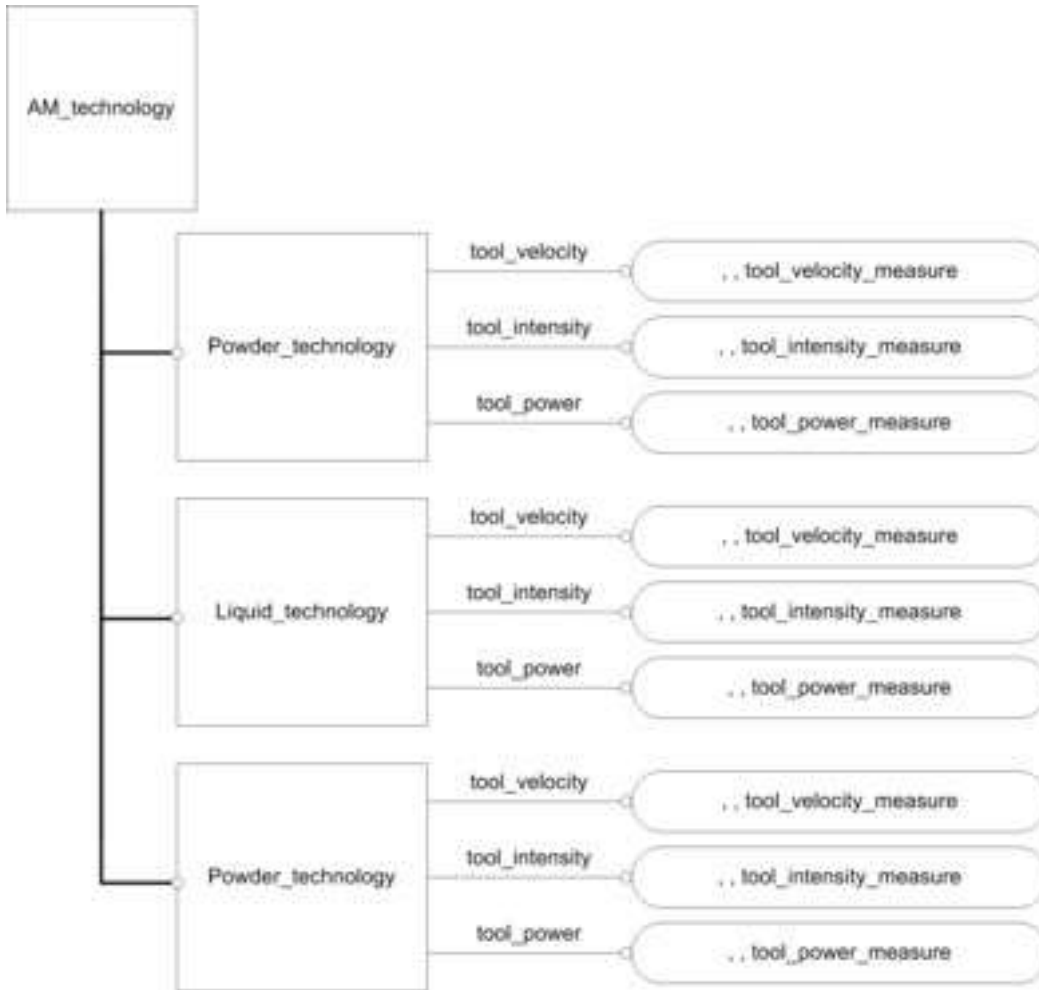 AM_technology
tool_velocity
, , tool_velocity_measure
tool_intensity
, , tool_intensity_measure
Powder_technology
tool_power
, , tool_power_measure
tool_velocity
, , tool_velocity_measure
tool_intensity
, , tool_intensity_measure
Liquid_technology
tool_power
, , tool_power_measure
tool_velocity
, , tool_velocity_measure
tool_intensity
, , tool_intensity_measure
Powder_technology
tool_power
, , tool_power_measure